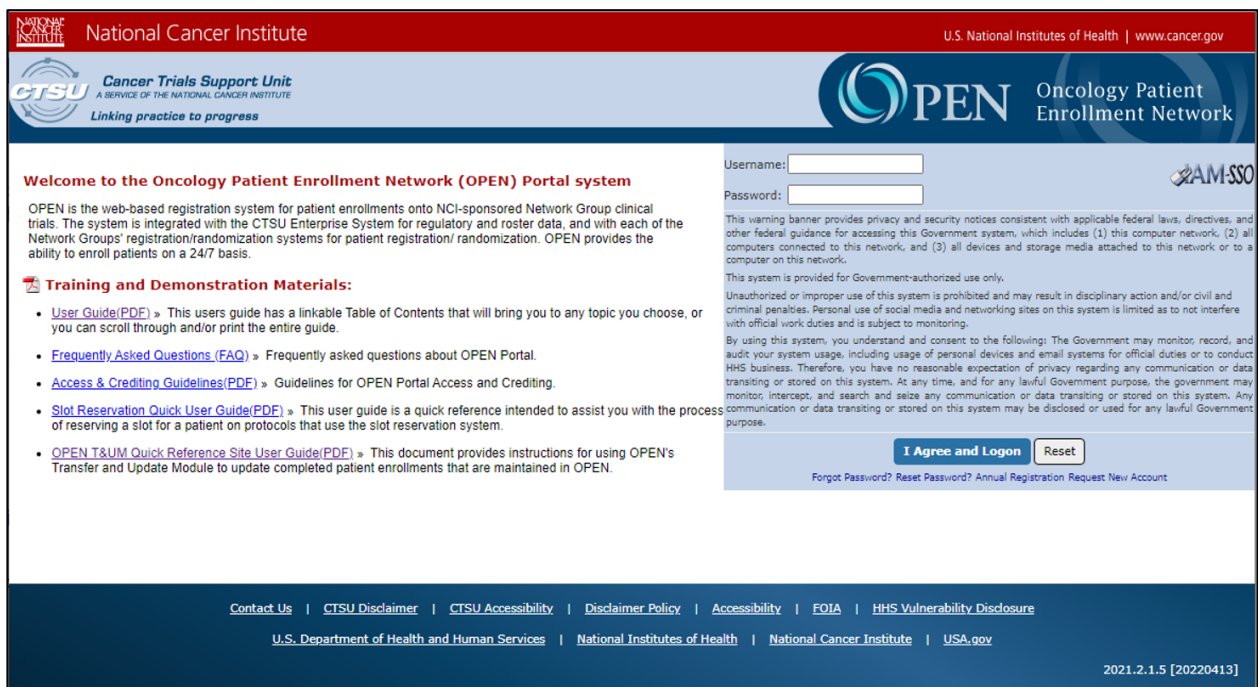 NATIONAL
CANCER
INSTITUTE
National Cancer Institute
U.S. National Institutes of Health | www.cancer.gov
CTSU
Cancer Trials Support Unit
A SERVICE OF THE NATIONAL CANCER INSTITUTE
Linking practice to progress
OPEN
Oncology Patient
Enrollment Network
Welcome to the Oncology Patient Enrollment Network (OPEN) Portal system
OPEN is the web-based registration system for patient enrollments onto NCI-sponsored Network Group clinical
trials. The system is integrated with the CTSU Enterprise System for regulatory and roster data, and with each of the
Network Groups' registration/randomization systems for patient registration/ randomization. OPEN provides the
ability to enroll patients on a 24/7 basis.
Training and Demonstration Materials:
• User Guide(PDF) » This users guide has a linkable Table of Contents that will bring you to any topic you choose, or
you can scroll through and/or print the entire guide.
• Frequently Asked Questions (FAQ) » Frequently asked questions about OPEN Portal.
• Access & Crediting Guidelines(PDF) » Guidelines for OPEN Portal Access and Crediting.
• Slot Reservation Quick User Guide(PDF) » This user guide is a quick reference intended to assist you with the process
of reserving a slot for a patient on protocols that use the slot reservation system.
• OPEN T&UM Quick Reference Site User Guide(PDF) » This document provides instructions for using OPEN's
Transfer and Update Module to update completed patient enrollments that are maintained in OPEN.
Username:
IAM-SSO
Password:
This warning banner provides privacy and security notices consistent with applicable federal laws, directives, and
other federal guidance for accessing this Government system, which includes (1) this computer network, (2) all
computers connected to this network, and (3) all devices and storage media attached to this network or to a
computer on this network.
This system is provided for Government-authorized use only.
Unauthorized or improper use of this system is prohibited and may result in disciplinary action and/or civil and
criminal penalties. Personal use of social media and networking sites on this system is limited as to not interfere
with official work duties and is subject to monitoring.
By using this system, you understand and consent to the following: The Government may monitor, record, and
audit your system usage, including usage of personal devices and email systems for official duties or to conduct
HHS business. Therefore, you have no reasonable expectation of privacy regarding any communication or data
transiting or stored on this system. At any time, and for any lawful Government purpose, the government may
monitor, intercept, and search and seize any communication or data transiting or stored on this system. Any
communication or data transiting or stored on this system may be disclosed or used for any lawful Government
purpose.
I Agree and Logon Reset
Forgot Password? Reset Password? Annual Registration Request New Account
Contact Us | CTSU Disclaimer | CTSU Accessibility | Disclaimer Policy | Accessibility | FOIA | HHS Vulnerability Disclosure
U.S. Department of Health and Human Services | National Institutes of Health | National Cancer Institute | USA.gov
2021.2.1.5 [20220413]